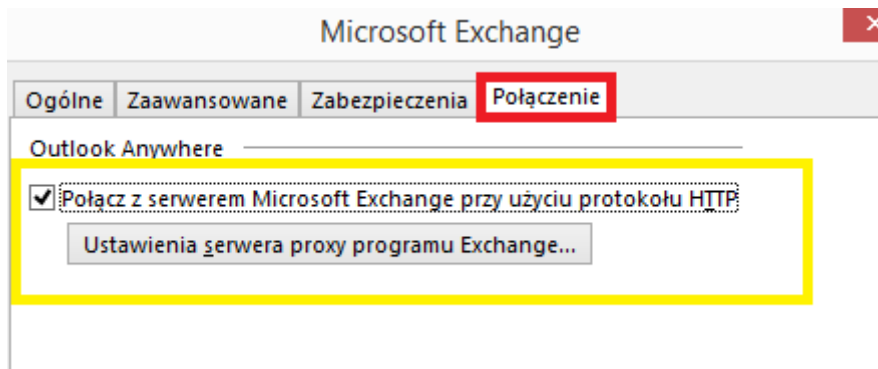 Microsoft Exchange
Ogólne Zaawansowane Zabezpieczenia Połączenie
Outlook Anywhere
Połącz z serwerem Microsoft Exchange przy użyciu protokołu HTTP
Ustawienia serwera proxy programu Exchange...